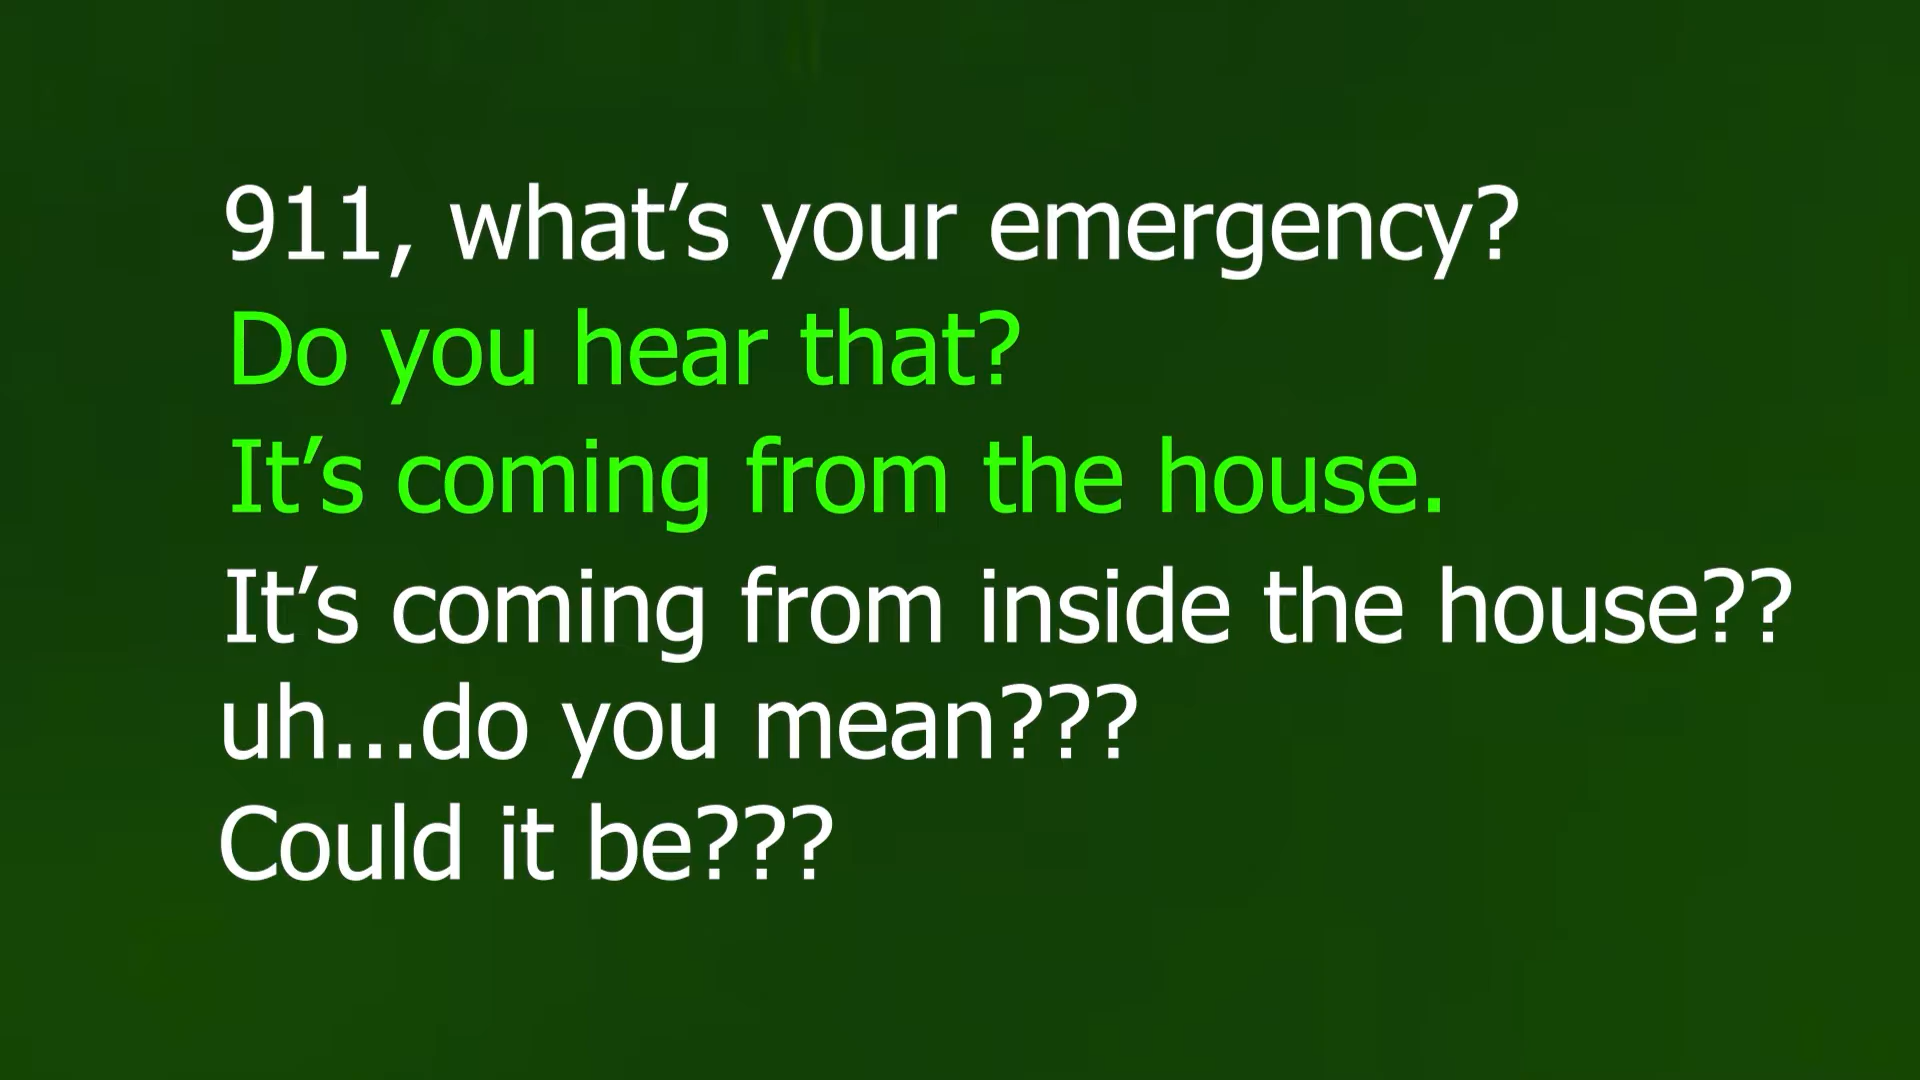 911, what’s your emergency?
Do you hear that?
It’s coming from the house.
It’s coming from inside the house??
uh...do you mean???
Could it be???